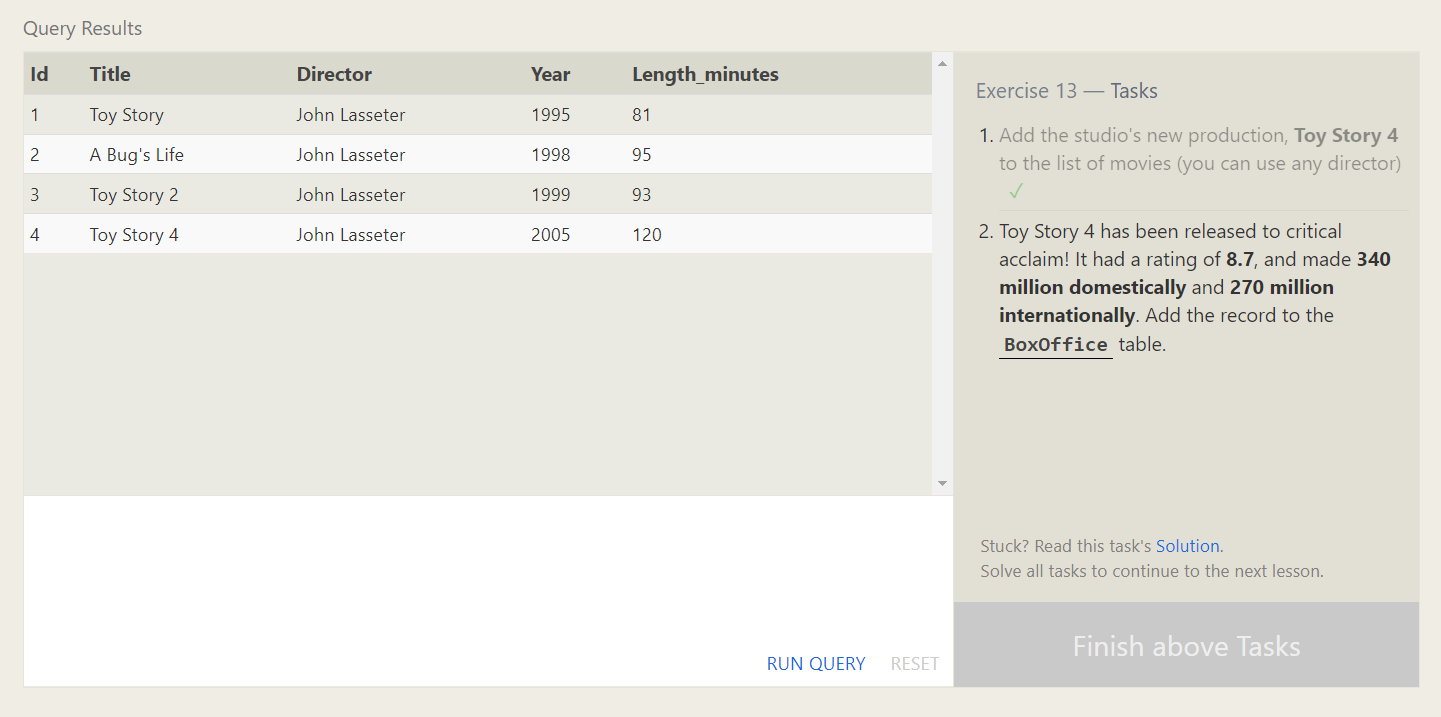 Query Results
Id Title Director Year Length_minutes
1 Toy Story John Lasseter 1995 81
2 A Bug's Life John Lasseter 1998 95
3 Toy Story 2 John Lasseter 1999 93
4 Toy Story 4 John Lasseter 2005 120
RUN QUERY RESET
Exercise 13 — Tasks
1. Add the studio's new production, Toy Story 4
to the list of movies (you can use any director)
✓
2. Toy Story 4 has been released to critical
acclaim! It had a rating of 8.7, and made 340
million domestically and 270 million
internationally. Add the record to the
BoxOffice table.
Stuck? Read this task's Solution.
Solve all tasks to continue to the next lesson.
Finish above Tasks